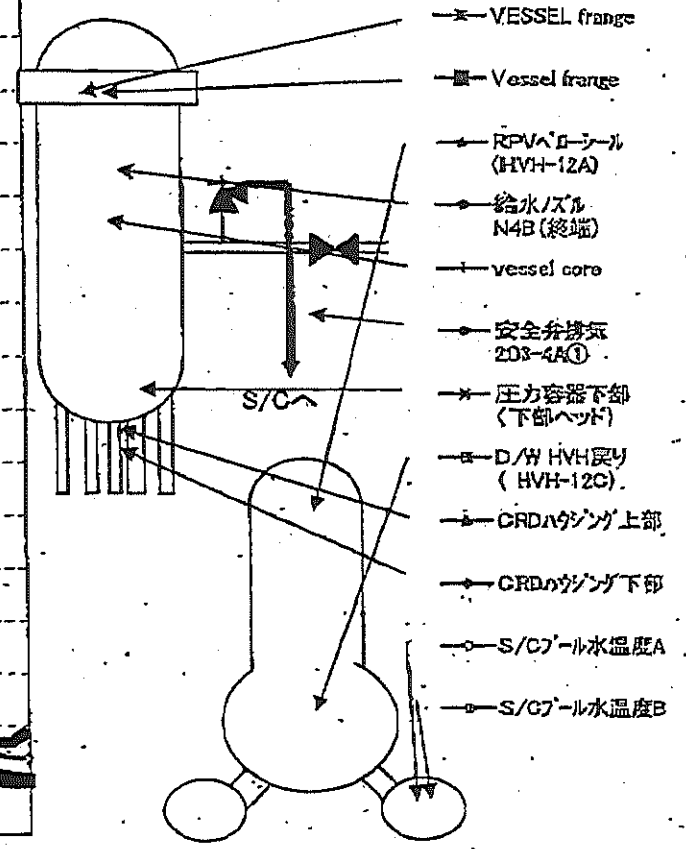 VESSEL frange
Vessel frange
RPVベローシール
(HVH-12A)
給水ノズル
N4B(終端)
vessel core
安全弁排気
203-4A①
圧力容器下部
(下部ヘッド)
D/W HVH戻り
( HVH-12C)
CRDハウジング上部
CRDハウジング下部
S/Cプール水温度A
S/Cプール水温度B
S/Cへ